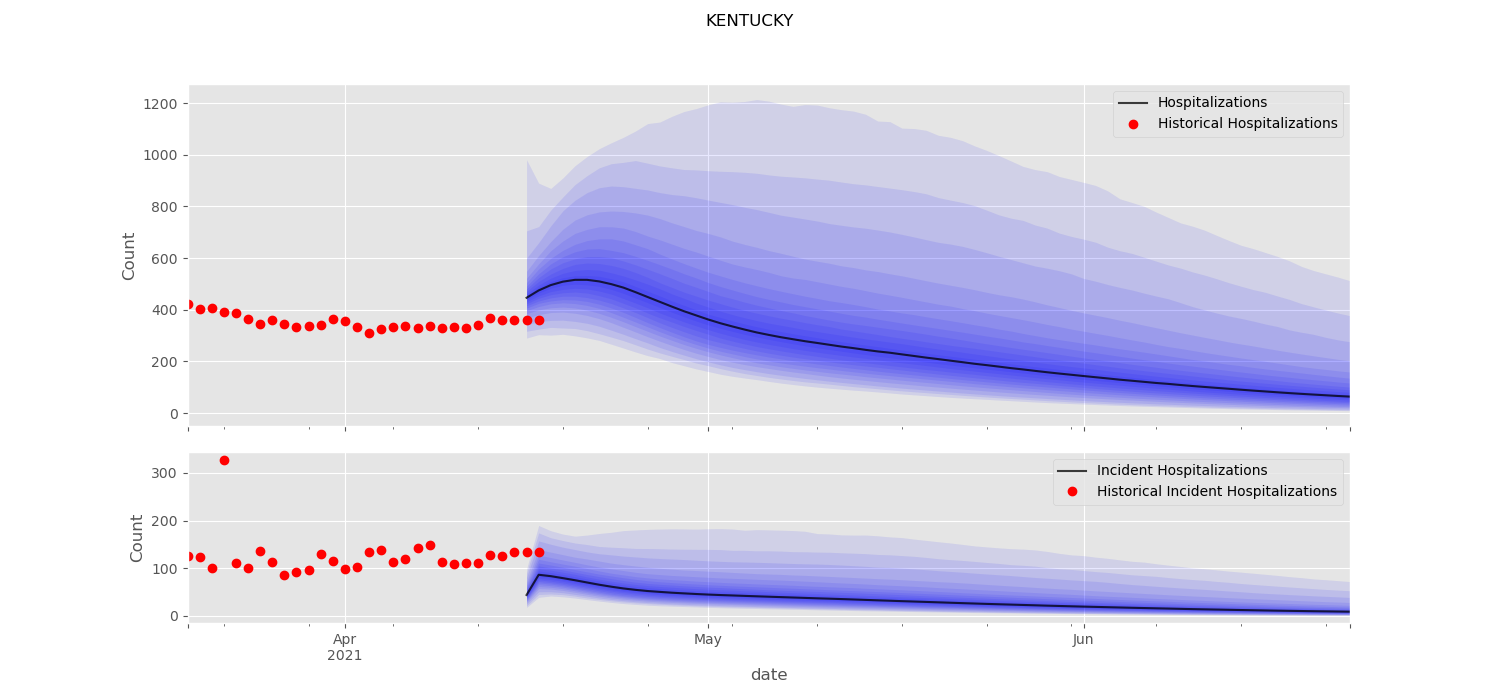 KENTUCKY
1200
1000
800
600
400
200
0
Count
Hospitalizations
Historical Hospitalizations
300
200
100
0
Count
Incident Hospitalizations
Historical Incident Hospitalizations
Apr
2021
May
Jun
date